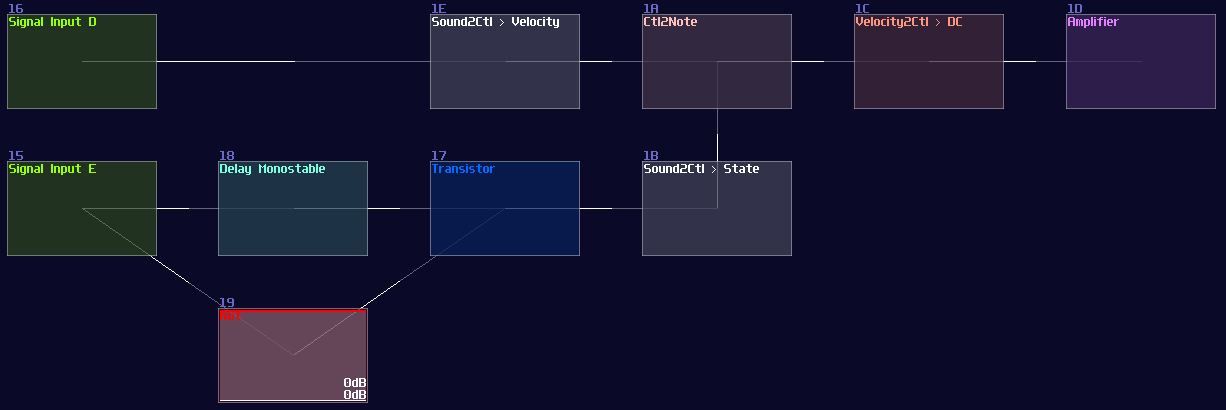 16
Signal Input D
1E
Sound2Ctl > Velocity
1A
Ctl2Note
1C
Velocity2Ctl > DC
1D
Amplifier
15
Signal Input E
18
Delay Monostable
17
Transistor
1B
Sound2Ctl > State
19
0dB
0dB